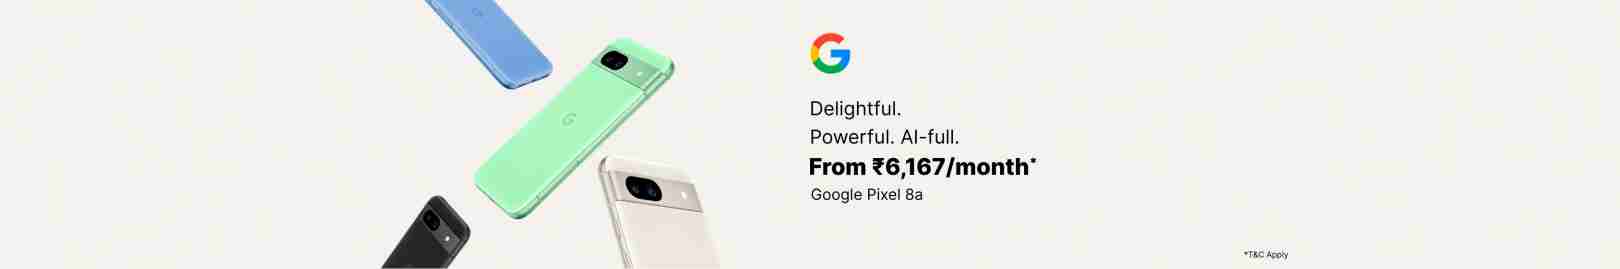 Delightful.
Powerful. AI-full.
From ₹6,167/month*
Google Pixel 8a
*T&C Apply